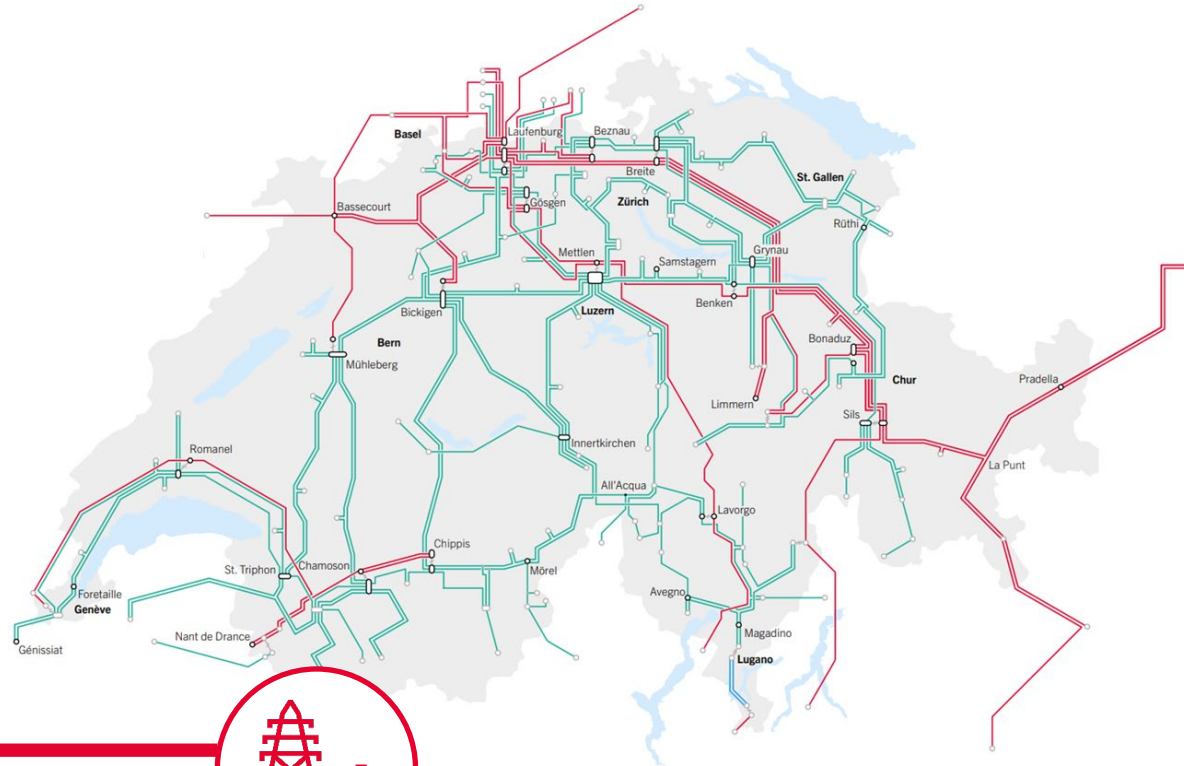 Basel
Laufenburg
Beznau
Breite
St. Gallen
Bassecourt
Gösgen
Zürich
Rüthi
Mettlen
Samstagern
Grynau
Benken
Bickigen
Luzern
Bern
Bonaduz
Mühleberg
Chur
Pradella
Limmern
Sils
Innertkirchen
Romanel
La Punt
All'Acqua
Lavorgo
Chippis
St. Triphon
Chamoson
Mörel
Foretaille
Avegno
Genève
Nant de Drance
Magadino
Génissiat
Lugano